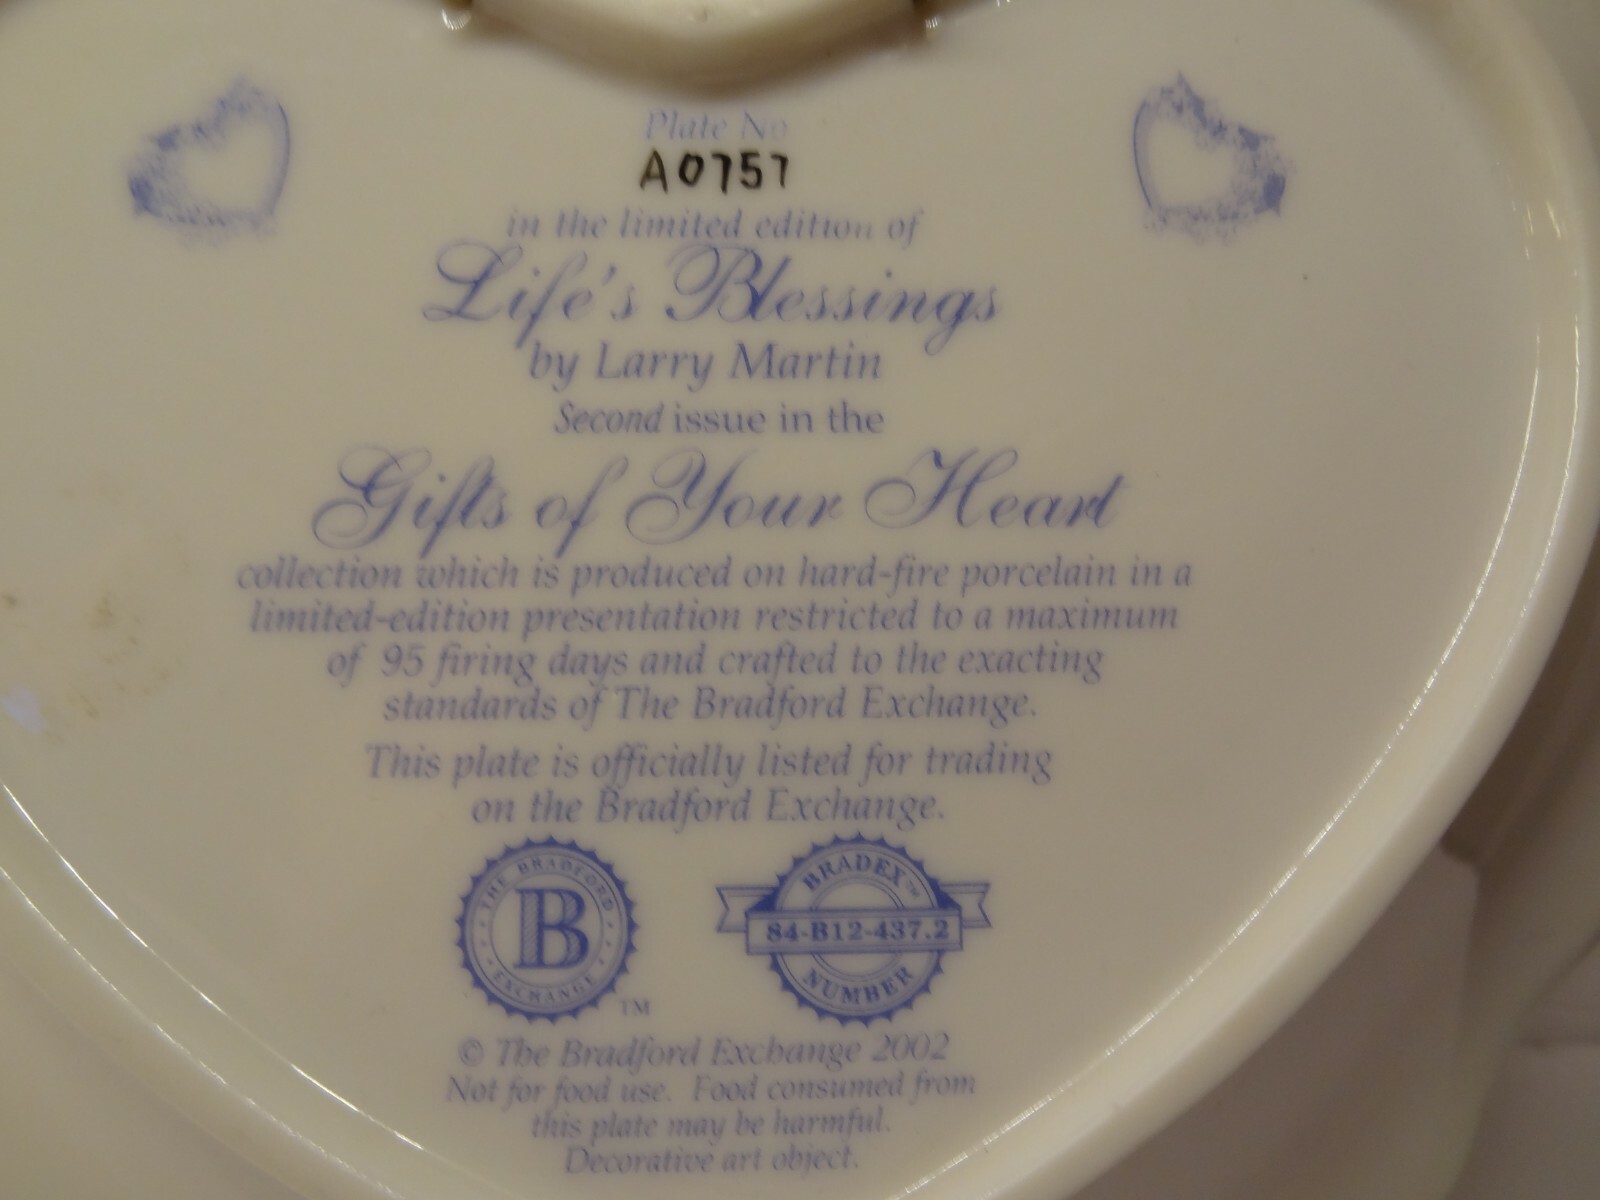 Plate No
A0757
in the limited edition of
Life's Blessings
by Larry Martin
Second issue in the
Gifts of Your Heart
collection which is produced on hard-fire porcelain in a
limited-edition presentation restricted to a maximum
of 95 firing days and crafted to the exacting
standards of The Bradford Exchange.
This plate is officially listed for trading
on the Bradford Exchange.
THE BRADFORD
B
EXCHANGE
TM
BRADEX™
84-B12-437.2
NUMBER
© The Bradford Exchange 2002
Not for food use. Food consumed from
this plate may be harmful.
Decorative art object.